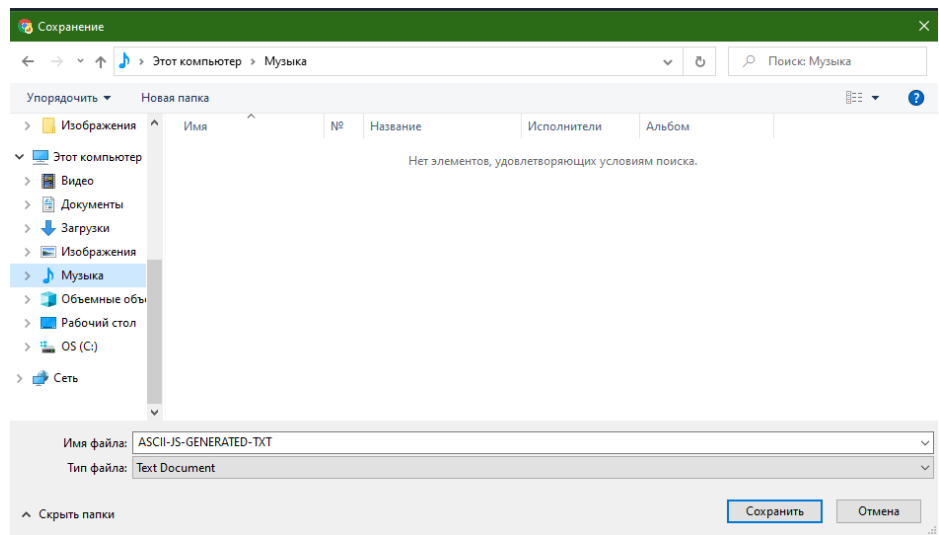 Сохранение
Этот компьютер › Музыка
Поиск: Музыка
Упорядочить
Новая папка
Изображения
Этот компьютер
Видео
Документы
Загрузки
Изображения
Музыка
Объемные объ
Рабочий стол
OS (C:)
Сеть
Имя № Название Исполнители Альбом
Нет элементов, удовлетворяющих условиям поиска.
Имя файла: ASCII-JS-GENERATED-TXT
Тип файла: Text Document
Скрыть папки
Сохранить Отмена